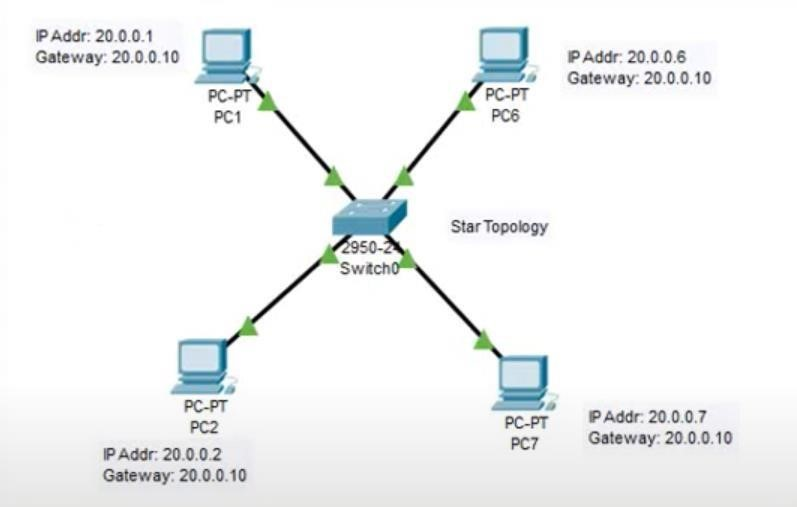 IP Addr: 20.0.0.1
Gateway: 20.0.0.10
PC-PT
PC1
IP Addr: 20.0.0.6
Gateway: 20.0.0.10
PC-PT
PC6
Star Topology
2950-24
Switch0
PC-PT
PC2
IP Addr: 20.0.0.2
Gateway: 20.0.0.10
PC-PT
PC7
IP Addr: 20.0.0.7
Gateway: 20.0.0.10